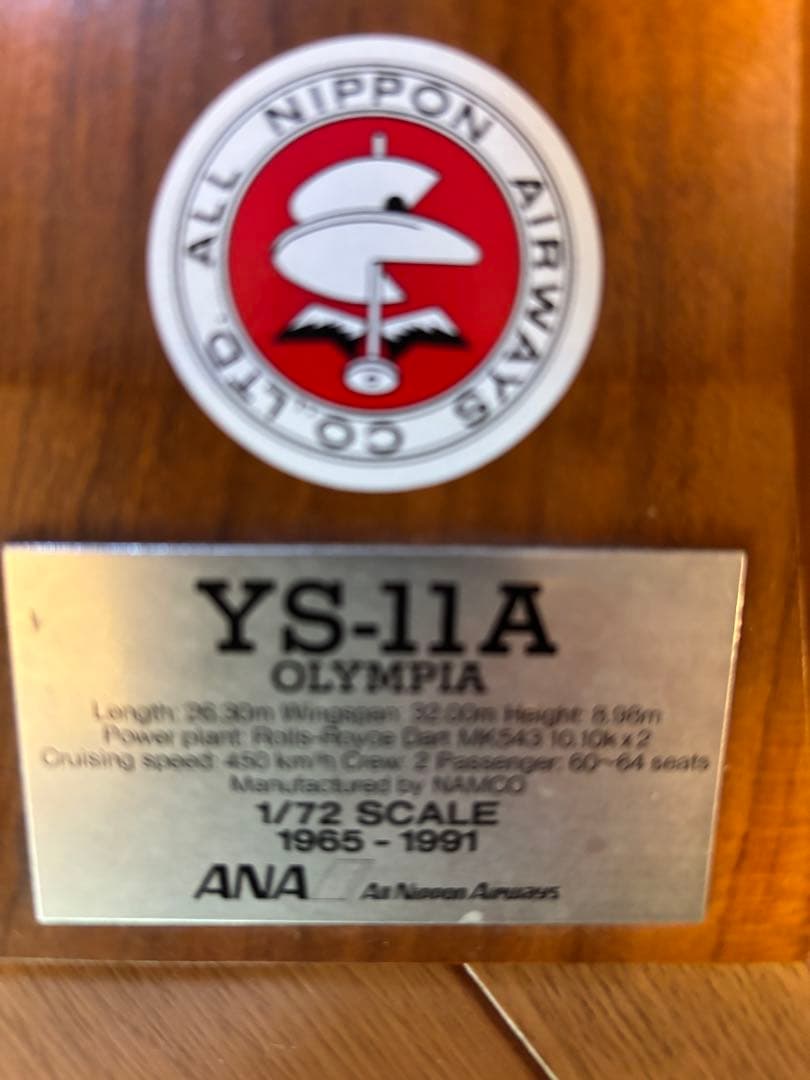 ALL NIPPON AIRWAYS CO., LTD.
YS-11A
OLYMPIA
Length: 26.30m Wingspan: 32.00m Height: 8.98m
Power plant: Rolls-Royce Dart MK543 10.10k x 2
Cruising speed: 450 km/h Crew: 2 Passenger: 60~64 seats
Manufactured by NAMCO
1/72 SCALE
1965 - 1991
ANA All Nippon Airways